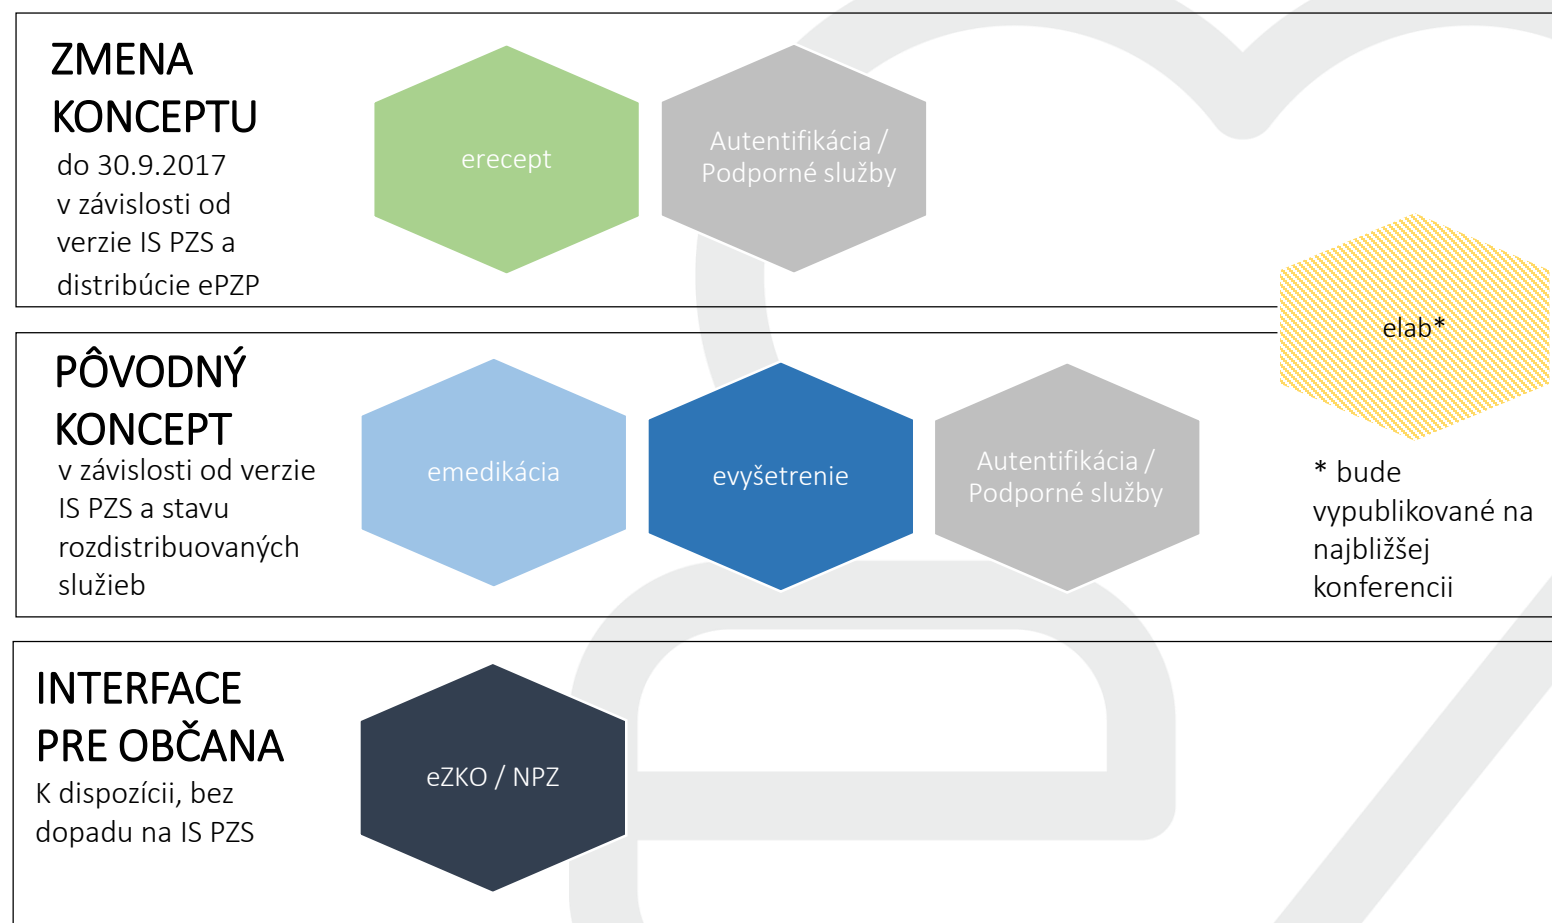 ZMENA
KONCEPTU
do 30.9.2017
v závislosti od
verzie IS PZS a
distribúcie ePZP
erecept
Autentifikácia /
Podporné služby
elab*
PÔVODNÝ
KONCEPT
v závislosti od verzie
IS PZS a stavu
rozdistribuovaných
služieb
emedikácia
evyšetrenie
Autentifikácia /
Podporné služby
* bude
vypublikované na
najbližšej
konferencii
INTERFACE
PRE OBČANA
K dispozícii, bez
dopadu na IS PZS
eZKO / NPZ